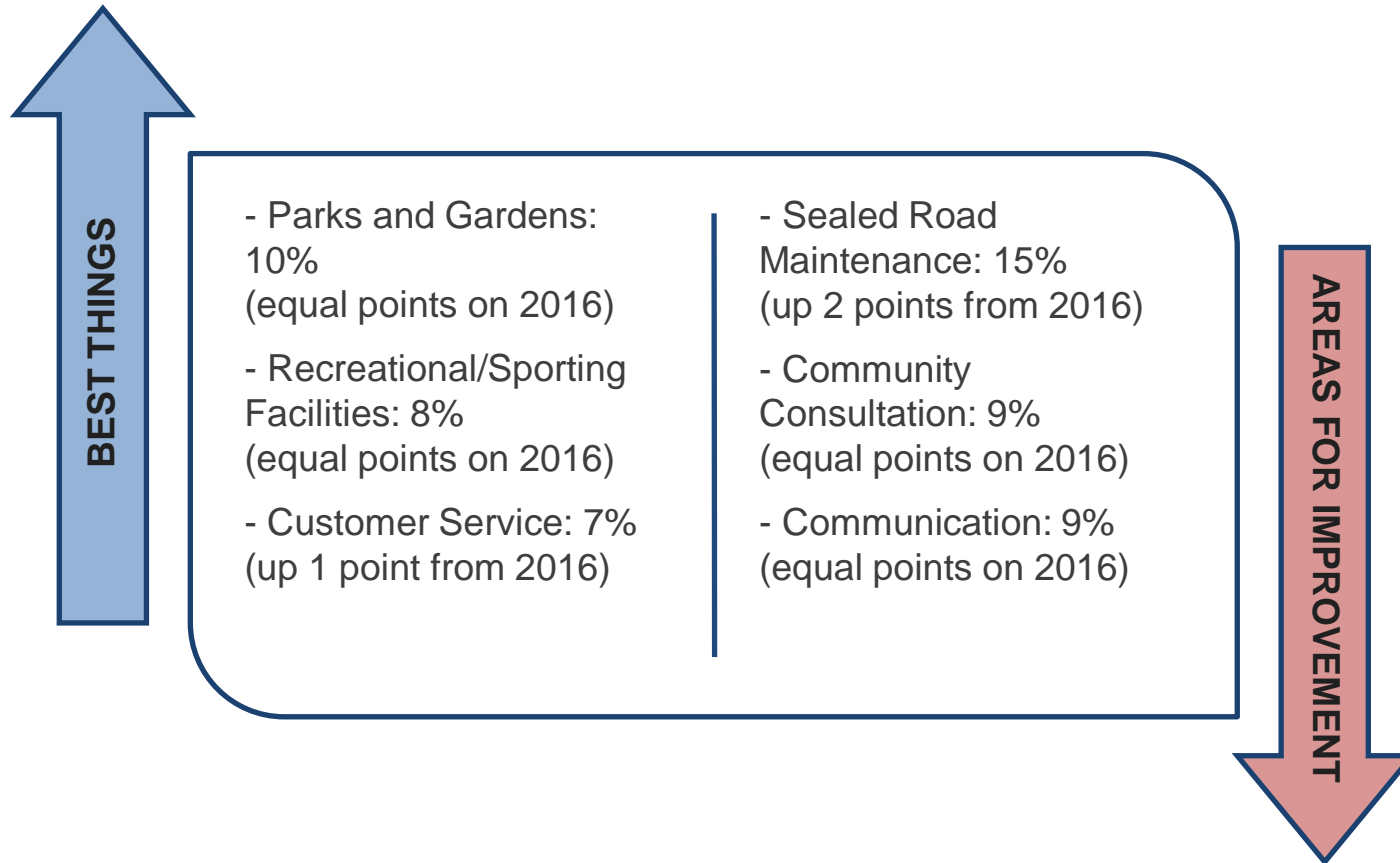 BEST THINGS
- Parks and Gardens:
10%
(equal points on 2016)
- Recreational/Sporting
Facilities: 8%
(equal points on 2016)
- Customer Service: 7%
(up 1 point from 2016)
- Sealed Road
Maintenance: 15%
(up 2 points from 2016)
- Community
Consultation: 9%
(equal points on 2016)
- Communication: 9%
(equal points on 2016)
AREAS FOR IMPROVEMENT